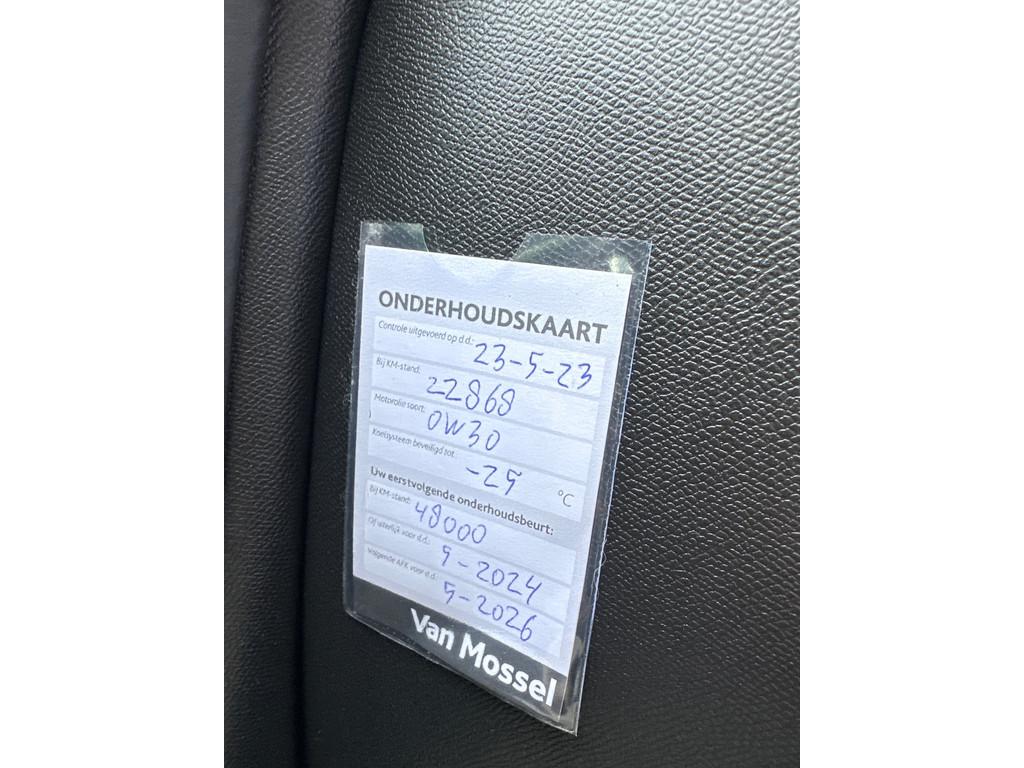 ONDERHOUDSKAART
Controle uitgevoerd op d.d.: 23-5-23
Bij KM-stand: 22868
Motorolie soort: 0W30
Koelsysteem beveiligd tot: -25 °C
Uw eerstvolgende onderhoudsbeurt:
Bij KM-stand: 48000
Of uiterlijk voor d.d.: 5-2024
Volgende APK voor d.d.: 5-2026
Van Mossel